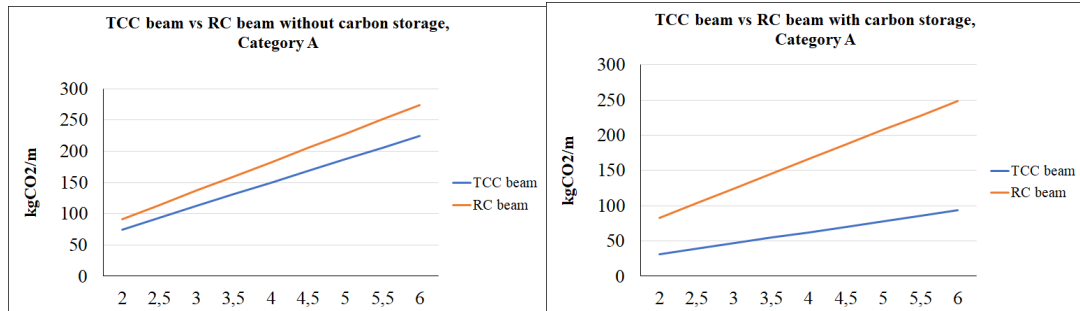 TCC beam vs RC beam without carbon storage,
Category A
kgCO2/m
300
250
200
150
100
50
0
2 2,5 3 3,5 4 4,5 5 5,5 6
TCC beam
RC beam
TCC beam vs RC beam with carbon storage,
Category A
kgCO2/m
300
250
200
150
100
50
0
2 2,5 3 3,5 4 4,5 5 5,5 6
TCC beam
RC beam